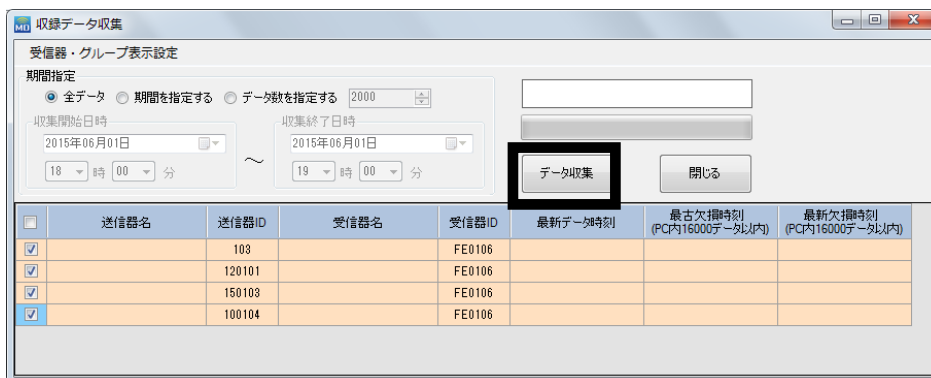 MD 収録データ収集
受信器・グループ表示設定
期間指定
全データ 期間を指定する データ数を指定する 2000
収集開始日時 収集終了日時
2015年06月01日 ～ 2015年06月01日
18 時 00 分 19 時 00 分
データ収集 閉じる
送信器名 送信器ID 受信器名 受信器ID 最新データ時刻 最古欠損時刻 (PC内16000データ以内) 最新欠損時刻 (PC内16000データ以内)
103 FE0106
120101 FE0106
150103 FE0106
100104 FE0106